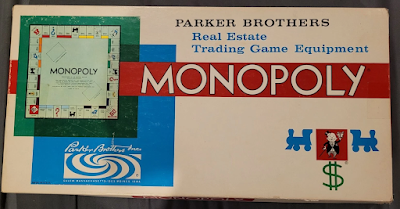 PARKER BROTHERS
Real Estate
Trading Game Equipment
MONOPOLY
MONOPOLY
Parker Brothers Inc.
$